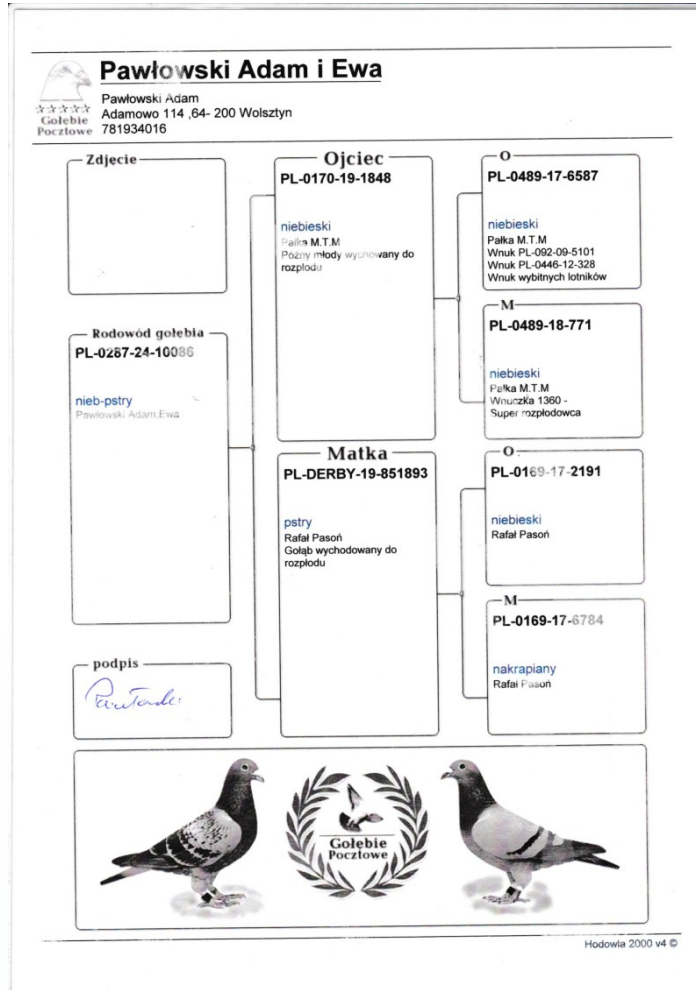 Pawłowski Adam i Ewa
Pawłowski Adam
Adamowo 114 ,64- 200 Wolsztyn
781934016
Gołębie
Pocztowe
Zdjęcie
Rodowód gołębia
PL-0287-24-10086
nieb-pstry
Pawłowski Adam,Ewa
podpis
Ojciec
PL-0170-19-1848
niebieski
Pałka M.T.M
Późny młody wychowany do
rozpłodu
Matka
PL-DERBY-19-851893
pstry
Rafał Pasoń
Gołąb wychodowany do
rozpłodu
O
PL-0489-17-6587
niebieski
Pałka M.T.M
Wnuk PL-092-09-5101
Wnuk PL-0446-12-328
Wnuk wybitnych lotników
M
PL-0489-18-771
niebieski
Pałka M.T.M
Wnuczka 1360 -
Super rozpłodowca
O
PL-0169-17-2191
niebieski
Rafał Pasoń
M
PL-0169-17-6784
nakrapiany
Rafał Pasoń
Gołębie
Pocztowe
Hodowla 2000 v4 ©